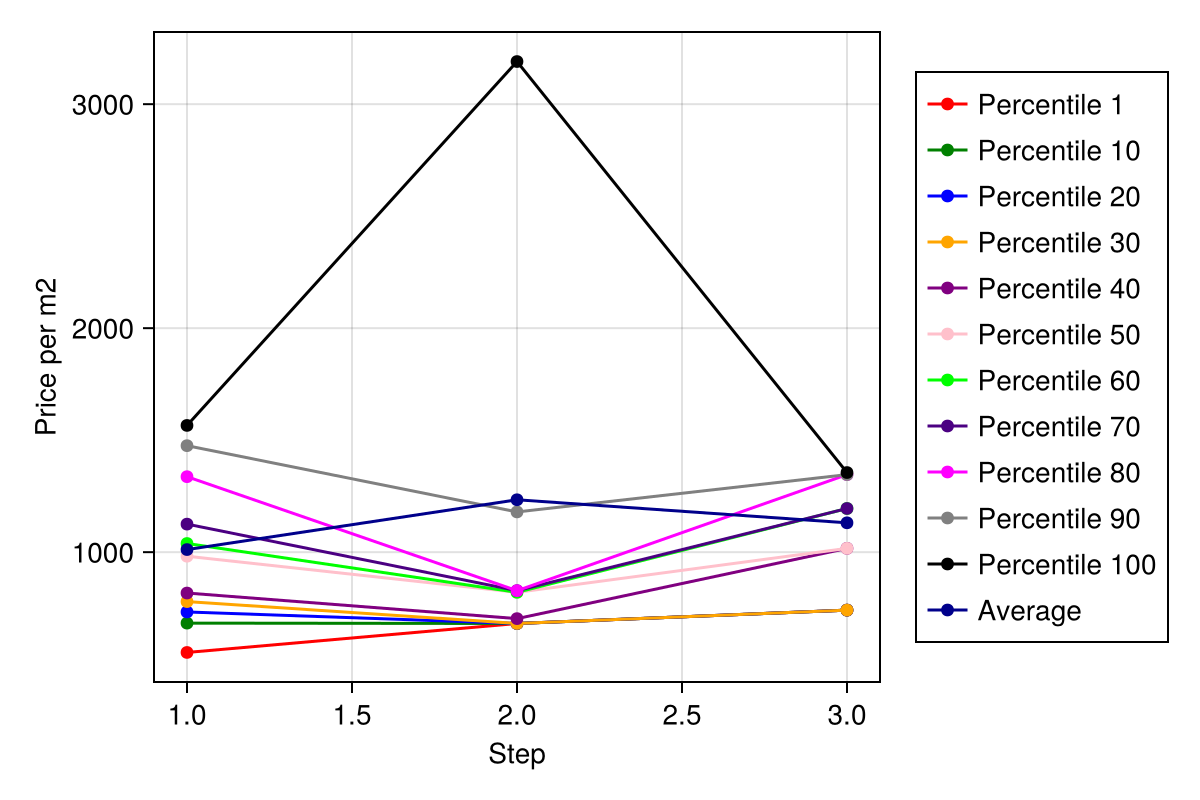 3000
2000
1000
Price per m2
1.0 1.5 2.0 2.5 3.0
Step
Percentile 1
Percentile 10
Percentile 20
Percentile 30
Percentile 40
Percentile 50
Percentile 60
Percentile 70
Percentile 80
Percentile 90
Percentile 100
Average